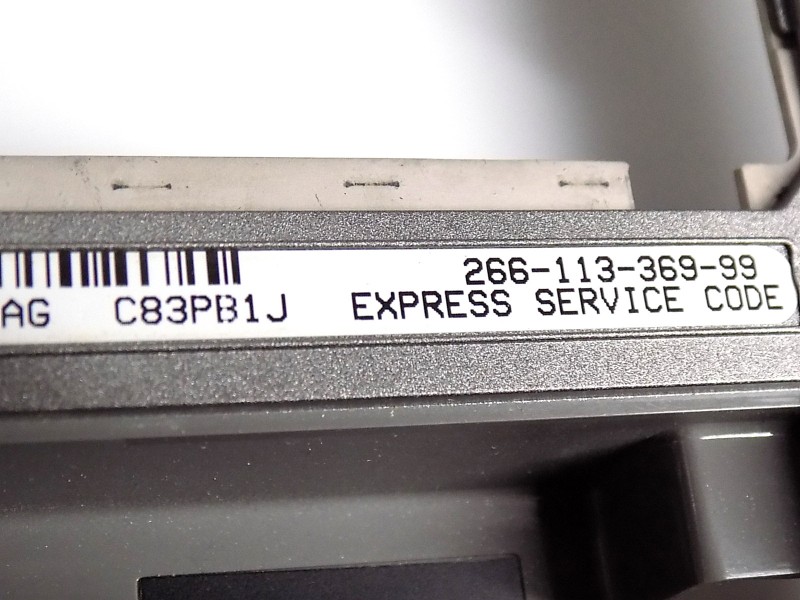 266-113-369-99
AG C83PB1J EXPRESS SERVICE CODE